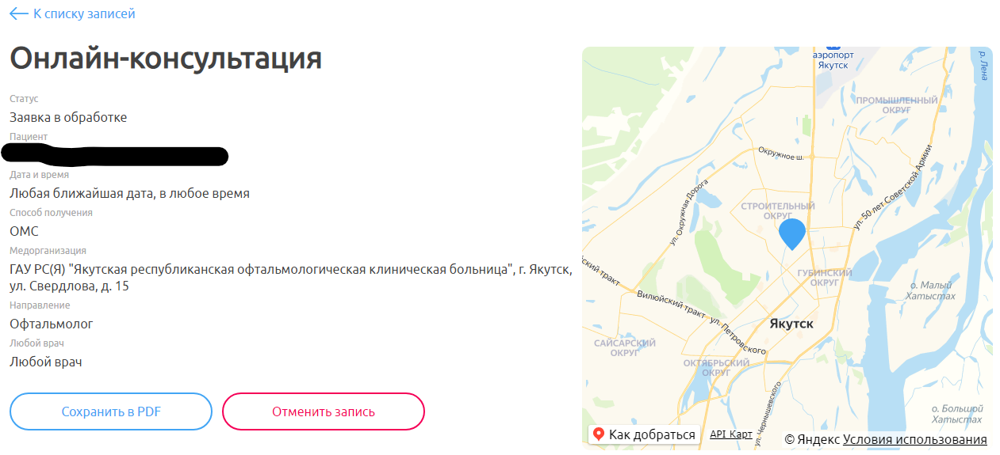 К списку записей
Онлайн-консультация
Статус
Заявка в обработке
Пациент
Дата и время
Любая ближайшая дата, в любое время
Способ получения
ОМС
Медорганизация
ГАУ РС(Я) "Якутская республиканская офтальмологическая клиническая больница", г. Якутск,
ул. Свердлова, д. 15
Направление
Офтальмолог
Любой врач
Любой врач
Сохранить в PDF
Отменить запись
аэропорт
Якутск
р. Лена
ПРОМЫШЛЕННЫЙ
ОКРУГ
Окружное ш.
ул. 50 лет Советской Армии
ул. Окружная Дорога
СТРОИТЕЛЬНЫЙ
ОКРУГ
ский тракт
ГУБИНСКИЙ
ОКРУГ
о. Малый
Хатыстах
Вилюйский тракт
ул. Петровского
Якутск
САЙСАРСКИЙ
ОКРУГ
ОКТЯБРЬСКИЙ
ОКРУГ
ул. Чернышевского
о. Большой
Хатыстах
Как добраться
API Карт
© Яндекс Условия использования